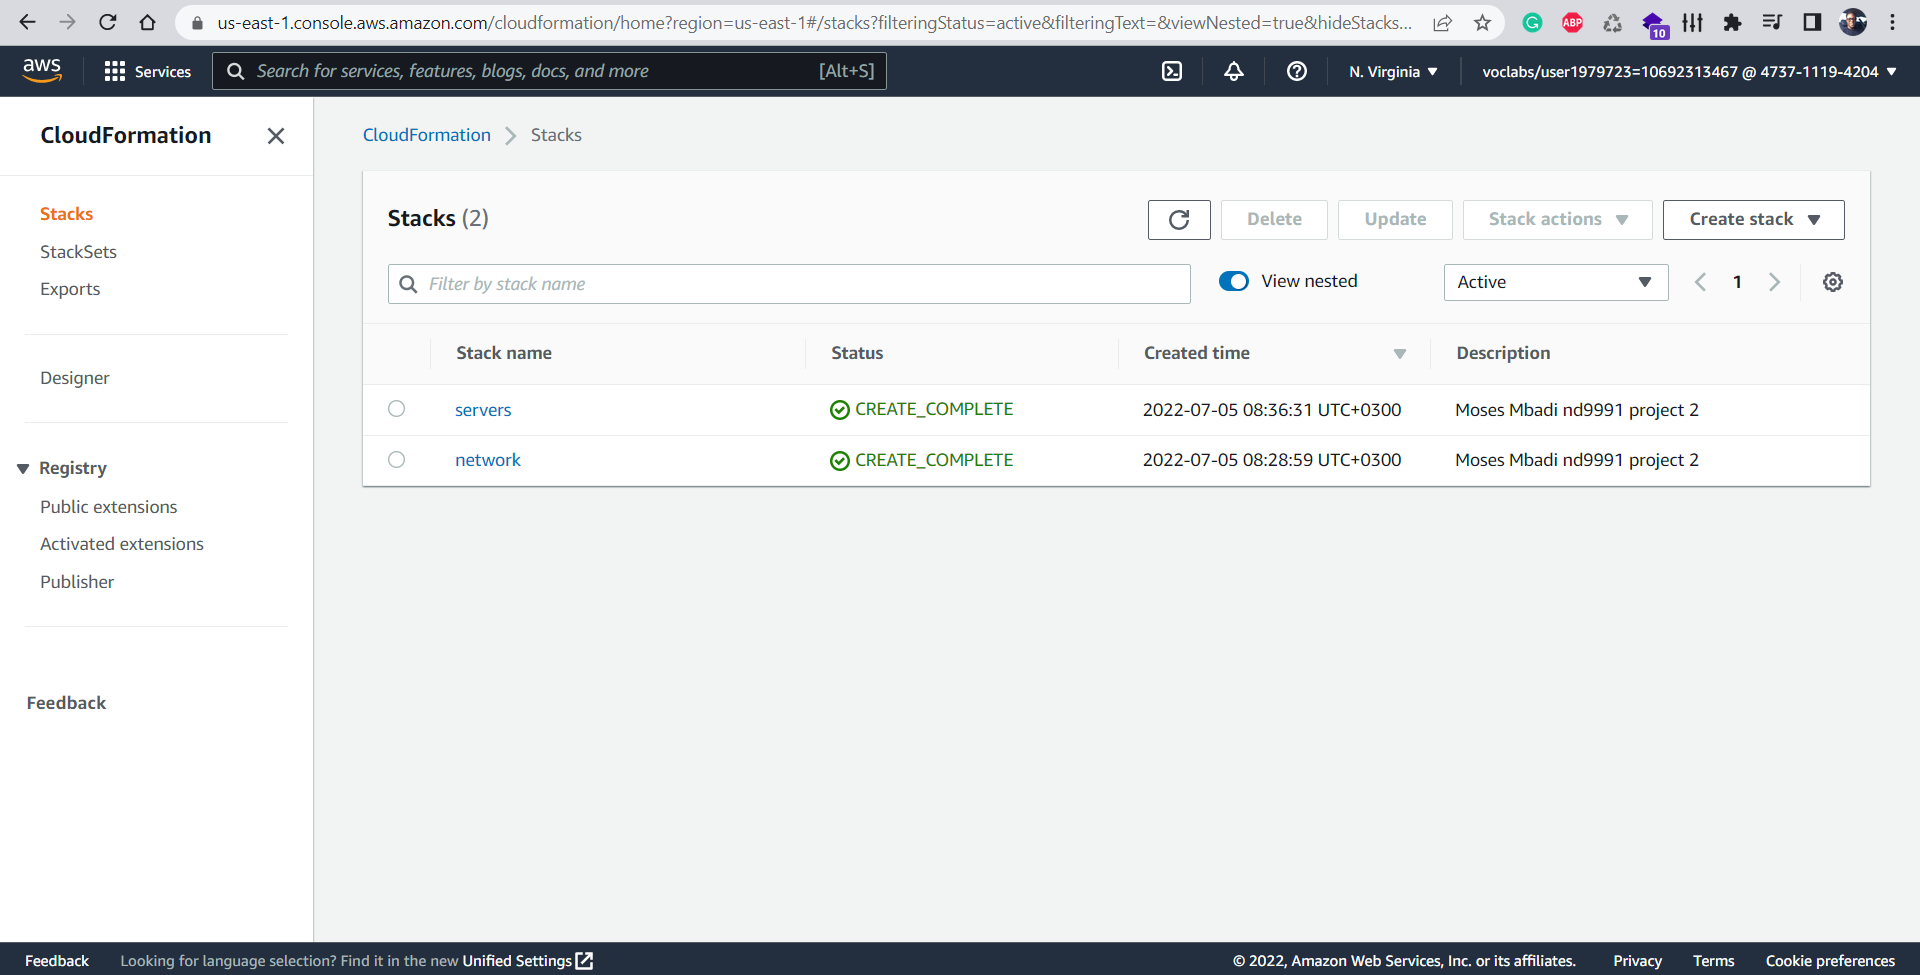 us-east-1.console.aws.amazon.com/cloudformation/home?region=us-east-1#/stacks?filteringStatus=active&filteringText=&viewNested=true&hideStacks...
ABP
10
aws
Services
Search for services, features, blogs, docs, and more
[Alt+S]
N. Virginia
voclabs/user1979723=10692313467 @ 4737-1119-4204
CloudFormation
Stacks
StackSets
Exports
Designer
Registry
Public extensions
Activated extensions
Publisher
Feedback
CloudFormation
Stacks
Stacks (2)
Delete
Update
Stack actions
Create stack
Filter by stack name
View nested
Active
1
Stack name Status Created time Description
servers CREATE_COMPLETE 2022-07-05 08:36:31 UTC+0300 Moses Mbadi nd9991 project 2
network CREATE_COMPLETE 2022-07-05 08:28:59 UTC+0300 Moses Mbadi nd9991 project 2
Feedback
Looking for language selection? Find it in the new Unified Settings
© 2022, Amazon Web Services, Inc. or its affiliates.
Privacy
Terms
Cookie preferences